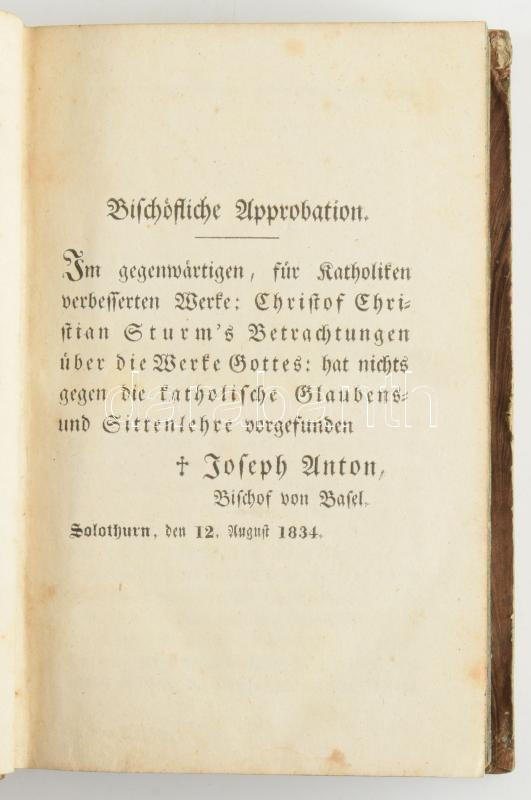 Bischöfliche Approbation.
Im gegenwärtigen, für Katholiken
verbesserten Werke: Christof Chri-
stian Sturm's Betrachtungen
über die Werke Gottes: hat nichts
gegen die katholische Glaubens-
und Sittenlehre vorgefunden
† Joseph Anton,
Bischof von Basel.
Solothurn, den 12. August 1834.
darabanth